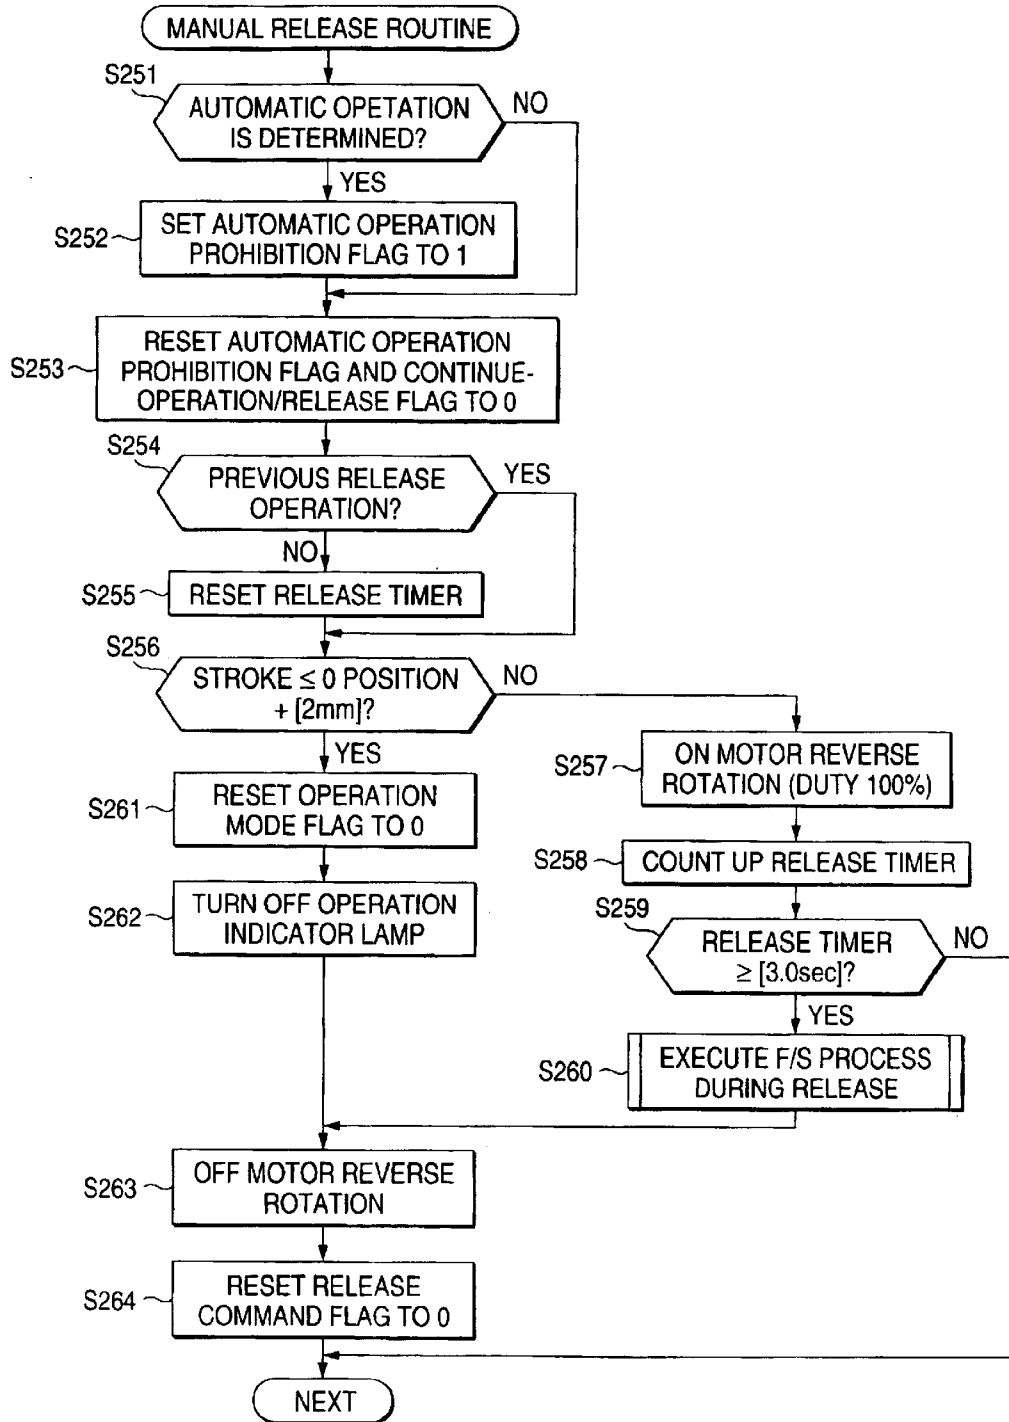 MANUAL RELEASE ROUTINE
S251
AUTOMATIC OPETATION
IS DETERMINED?
NO
YES
S252
SET AUTOMATIC OPERATION
PROHIBITION FLAG TO 1
S253
RESET AUTOMATIC OPERATION
PROHIBITION FLAG AND CONTINUE-
OPERATION/RELEASE FLAG TO 0
S254
PREVIOUS RELEASE
OPERATION?
YES
NO
S255
RESET RELEASE TIMER
S256
STROKE ≤ 0 POSITION
+ [2mm]?
NO
YES
S257
ON MOTOR REVERSE
ROTATION (DUTY 100%)
S261
RESET OPERATION
MODE FLAG TO 0
S258
COUNT UP RELEASE TIMER
S262
TURN OFF OPERATION
INDICATOR LAMP
S259
RELEASE TIMER
≥ [3.0sec]?
NO
YES
S260
EXECUTE F/S PROCESS
DURING RELEASE
S263
OFF MOTOR REVERSE
ROTATION
S264
RESET RELEASE
COMMAND FLAG TO 0
NEXT